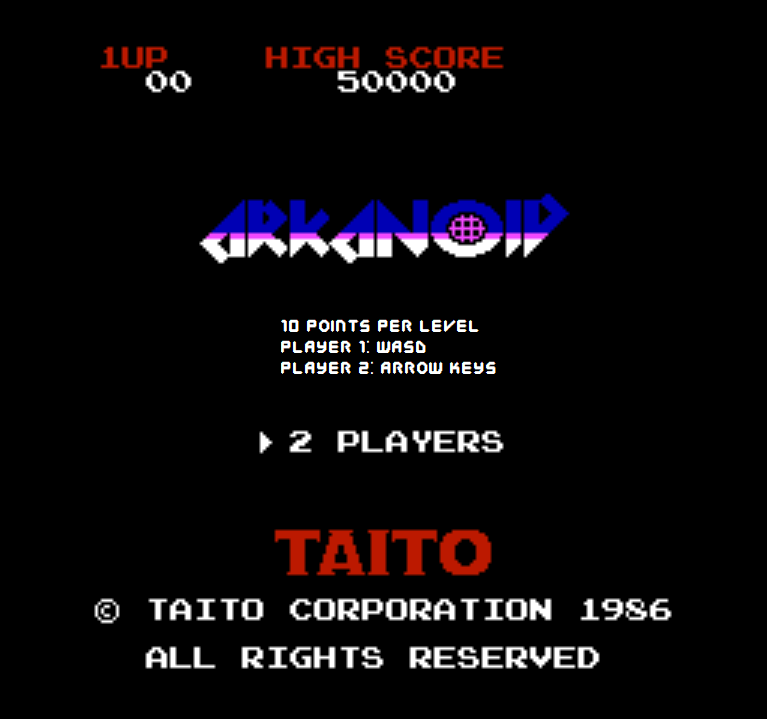 1UP HIGH SCORE
00 50000
ARKANOID
10 POINTS PER LEVEL
PLAYER 1: WASD
PLAYER 2: ARROW KEYS
2 PLAYERS
TAITO
© TAITO CORPORATION 1986
ALL RIGHTS RESERVED